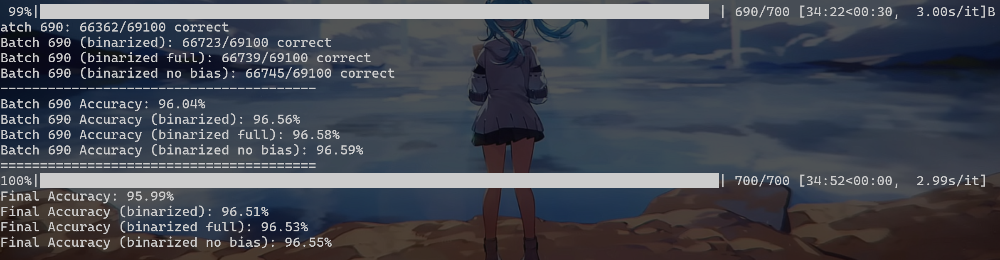 99%| | 690/700 [34:22<00:30,  3.00s/it]B
atch 690: 66362/69100 correct
Batch 690 (binarized): 66723/69100 correct
Batch 690 (binarized full): 66739/69100 correct
Batch 690 (binarized no bias): 66745/69100 correct
----------------------------------------
Batch 690 Accuracy: 96.04%
Batch 690 Accuracy (binarized): 96.56%
Batch 690 Accuracy (binarized full): 96.58%
Batch 690 Accuracy (binarized no bias): 96.59%
========================================
100%| | 700/700 [34:52<00:00,  2.99s/it]
Final Accuracy: 95.99%
Final Accuracy (binarized): 96.51%
Final Accuracy (binarized full): 96.53%
Final Accuracy (binarized no bias): 96.55%